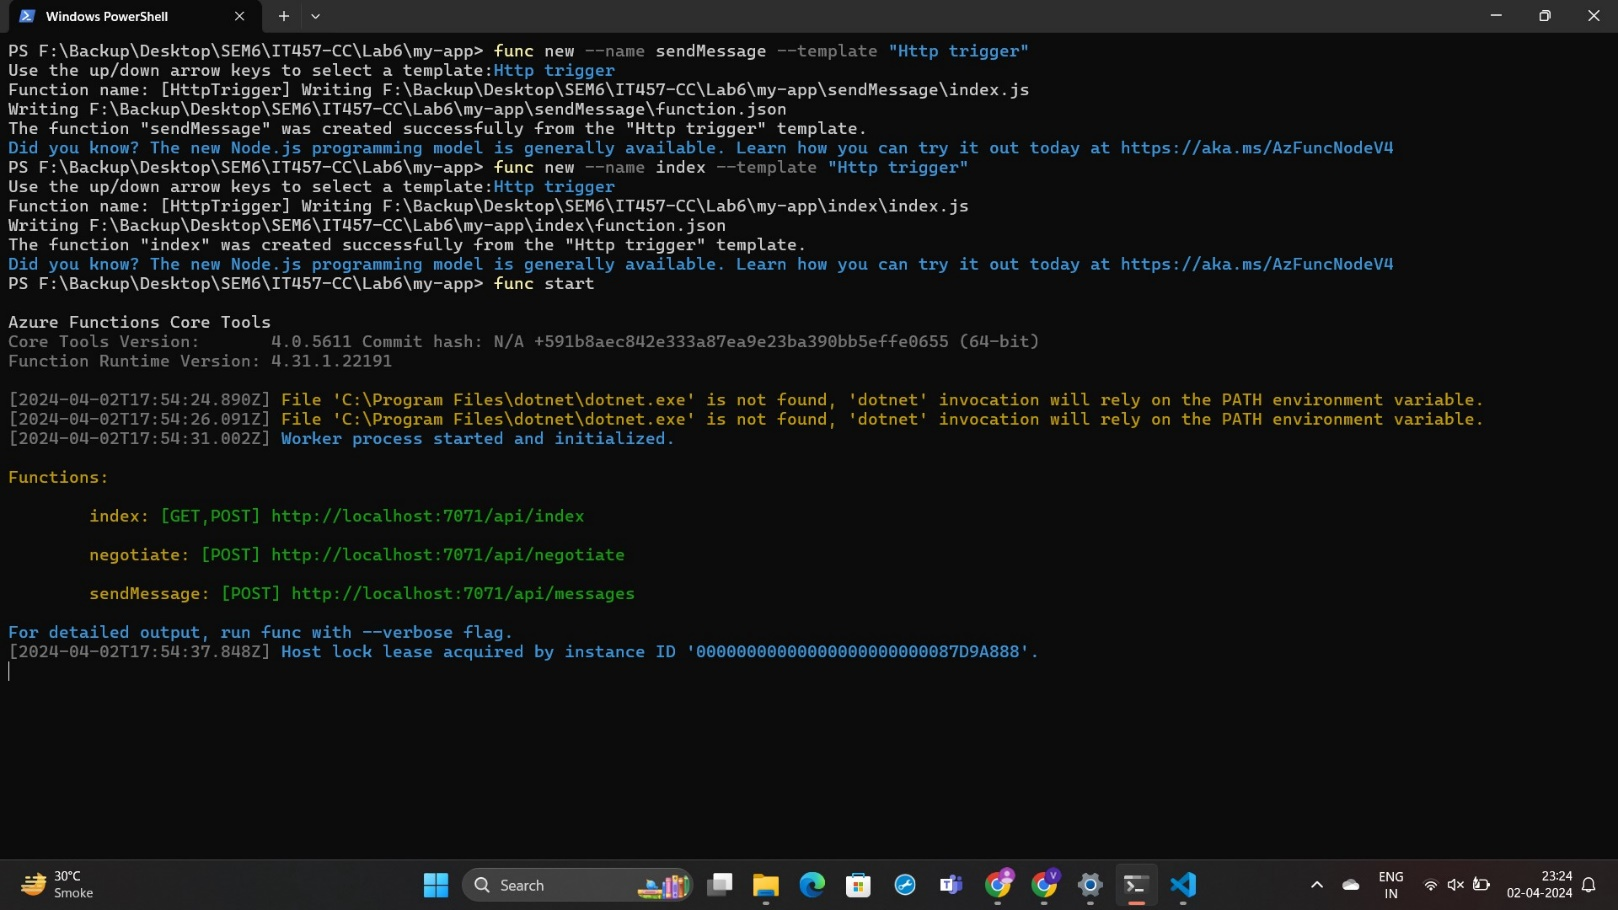 Windows PowerShell
PS F:\Backup\Desktop\SEM6\IT457-CC\Lab6\my-app> func new --name sendMessage --template "Http trigger"
Use the up/down arrow keys to select a template:Http trigger
Function name: [HttpTrigger] Writing F:\Backup\Desktop\SEM6\IT457-CC\Lab6\my-app\sendMessage\index.js
Writing F:\Backup\Desktop\SEM6\IT457-CC\Lab6\my-app\sendMessage\function.json
The function "sendMessage" was created successfully from the "Http trigger" template.
Did you know? The new Node.js programming model is generally available. Learn how you can try it out today at https://aka.ms/AzFuncNodeV4
PS F:\Backup\Desktop\SEM6\IT457-CC\Lab6\my-app> func new --name index --template "Http trigger"
Use the up/down arrow keys to select a template:Http trigger
Function name: [HttpTrigger] Writing F:\Backup\Desktop\SEM6\IT457-CC\Lab6\my-app\index\index.js
Writing F:\Backup\Desktop\SEM6\IT457-CC\Lab6\my-app\index\function.json
The function "index" was created successfully from the "Http trigger" template.
Did you know? The new Node.js programming model is generally available. Learn how you can try it out today at https://aka.ms/AzFuncNodeV4
PS F:\Backup\Desktop\SEM6\IT457-CC\Lab6\my-app> func start
Azure Functions Core Tools
Core Tools Version:       4.0.5611 Commit hash: N/A +591b8aec842e333a87ea9e23ba390bb5effe0655 (64-bit)
Function Runtime Version: 4.31.1.22191
[2024-04-02T17:54:24.890Z] File 'C:\Program Files\dotnet\dotnet.exe' is not found, 'dotnet' invocation will rely on the PATH environment variable.
[2024-04-02T17:54:26.091Z] File 'C:\Program Files\dotnet\dotnet.exe' is not found, 'dotnet' invocation will rely on the PATH environment variable.
[2024-04-02T17:54:31.002Z] Worker process started and initialized.
Functions:
index: [GET,POST] http://localhost:7071/api/index
negotiate: [POST] http://localhost:7071/api/negotiate
sendMessage: [POST] http://localhost:7071/api/messages
For detailed output, run func with --verbose flag.
[2024-04-02T17:54:37.848Z] Host lock lease acquired by instance ID '00000000000000000000000087D9A888'.
30°C
Smoke
Search
ENG
IN
23:24
02-04-2024